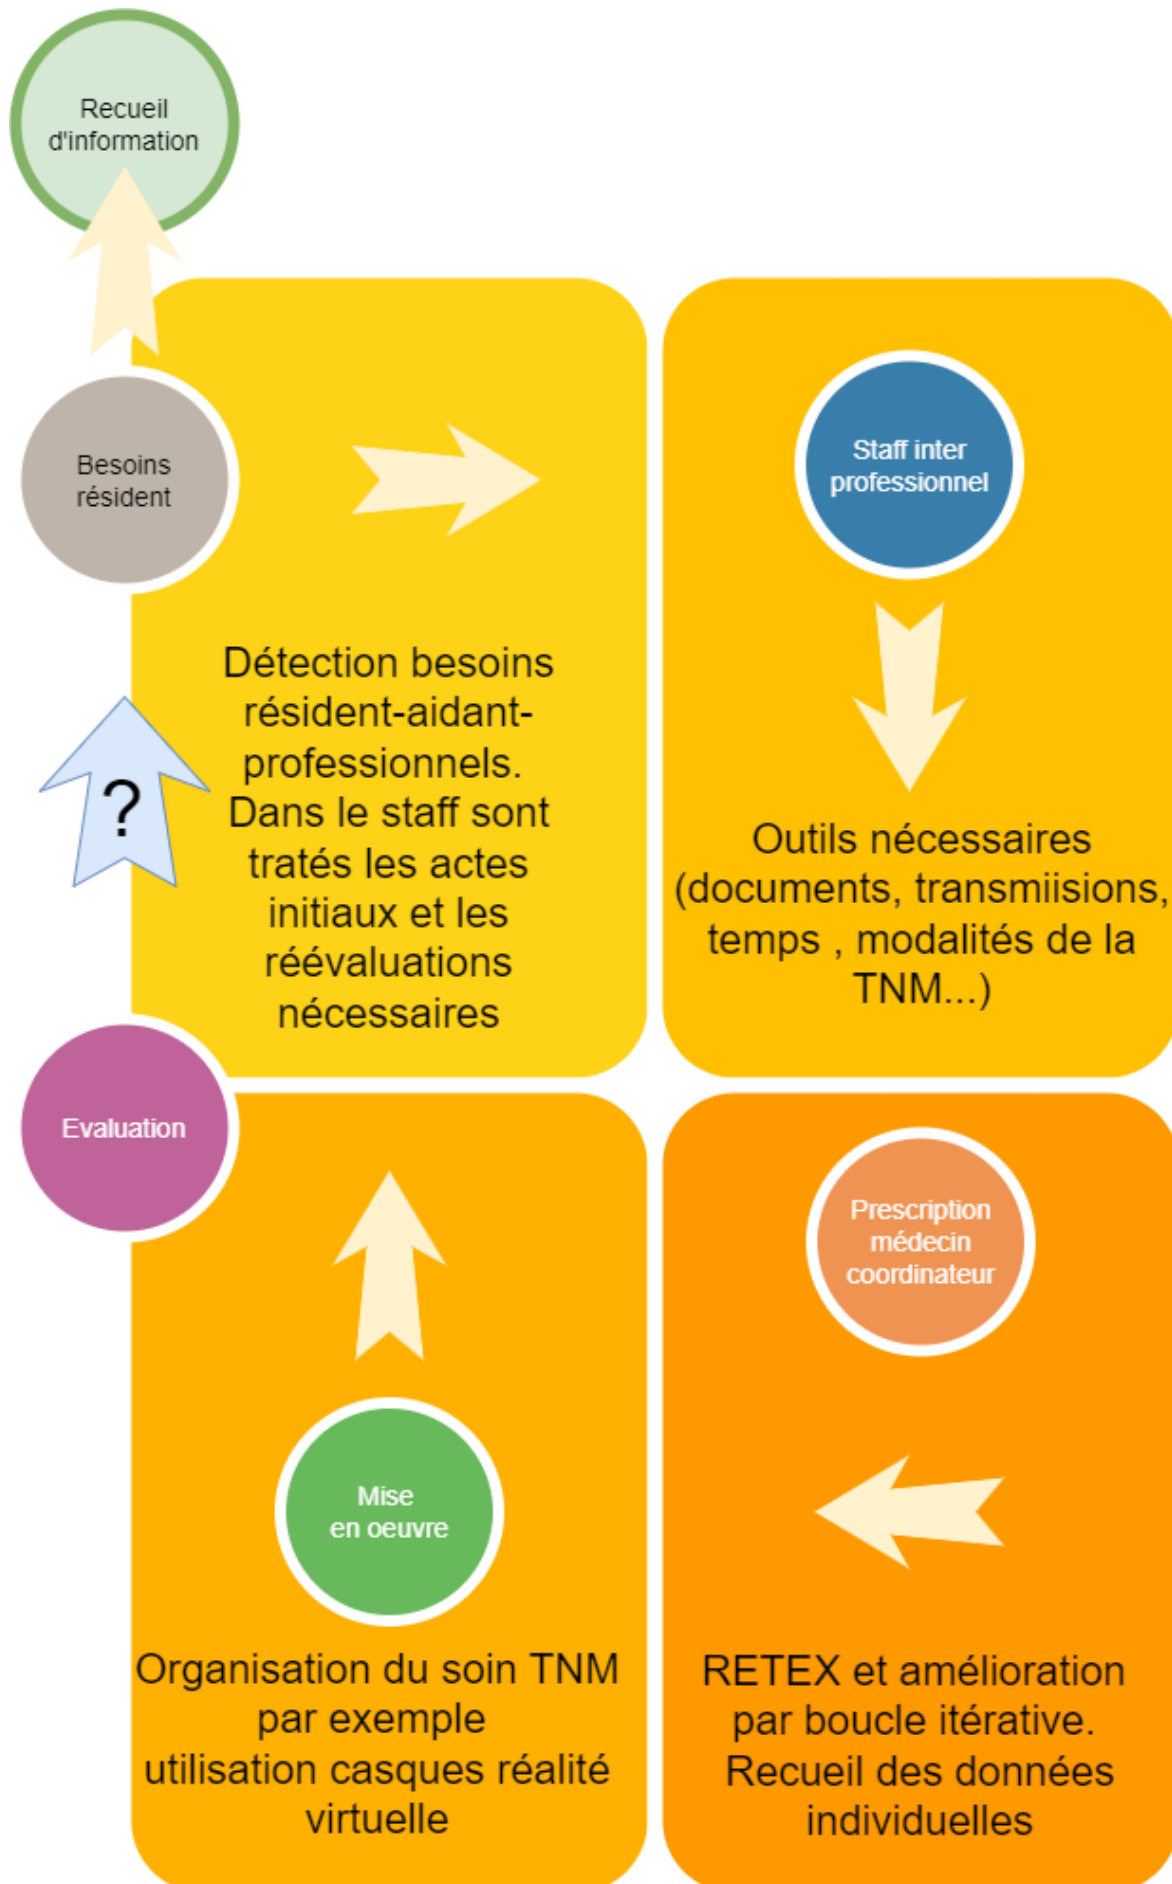 Recueil
d'information
Besoins
résident
Staff inter
professionnel
Détection besoins
résident-aidant-
professionnels.
Dans le staff sont
tratés les actes
initiaux et les
réévaluations
nécessaires
?
Outils nécessaires
(documents, transmiisions,
temps , modalités de la
TNM...)
Evaluation
Prescription
médecin
coordinateur
Mise
en oeuvre
Organisation du soin TNM
par exemple
utilisation casques réalité
virtuelle
RETEX et amélioration
par boucle itérative.
Recueil des données
individuelles